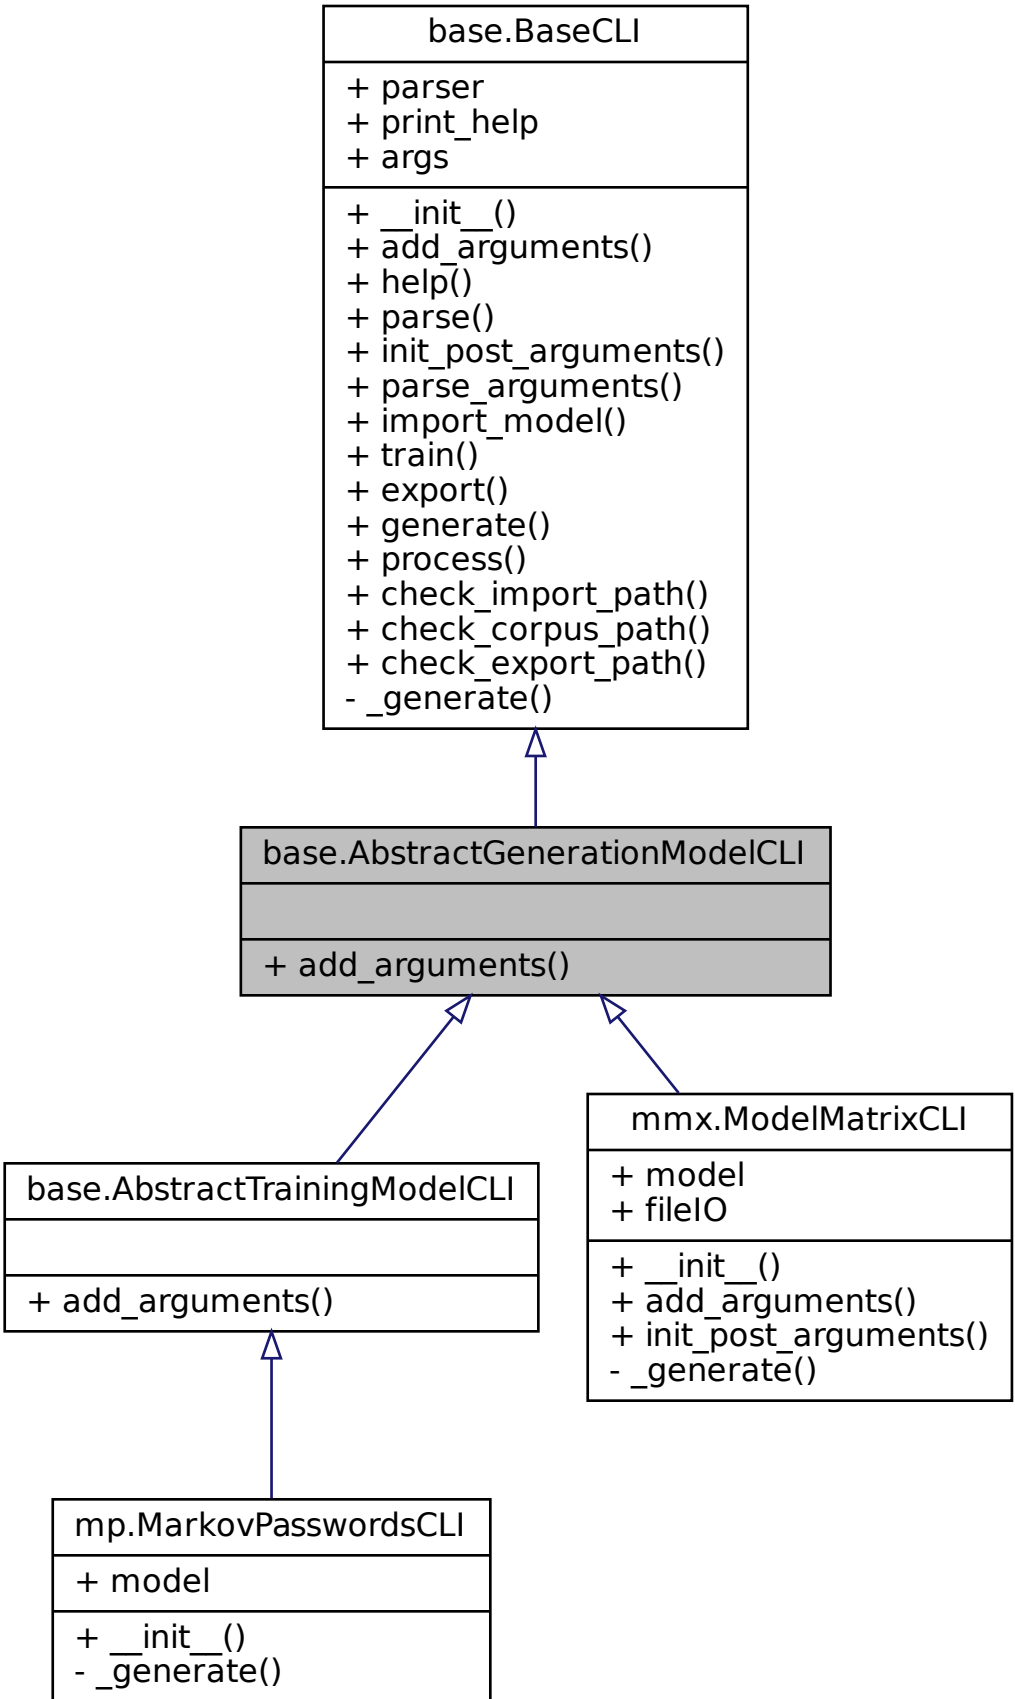 base.BaseCLI
+ parser
+ print_help
+ args
+ __init__()
+ add_arguments()
+ help()
+ parse()
+ init_post_arguments()
+ parse_arguments()
+ import_model()
+ train()
+ export()
+ generate()
+ process()
+ check_import_path()
+ check_corpus_path()
+ check_export_path()
- _generate()
base.AbstractGenerationModelCLI
+ add_arguments()
base.AbstractTrainingModelCLI
+ add_arguments()
mmx.ModelMatrixCLI
+ model
+ fileIO
+ __init__()
+ add_arguments()
+ init_post_arguments()
- _generate()
mp.MarkovPasswordsCLI
+ model
+ __init__()
- _generate()